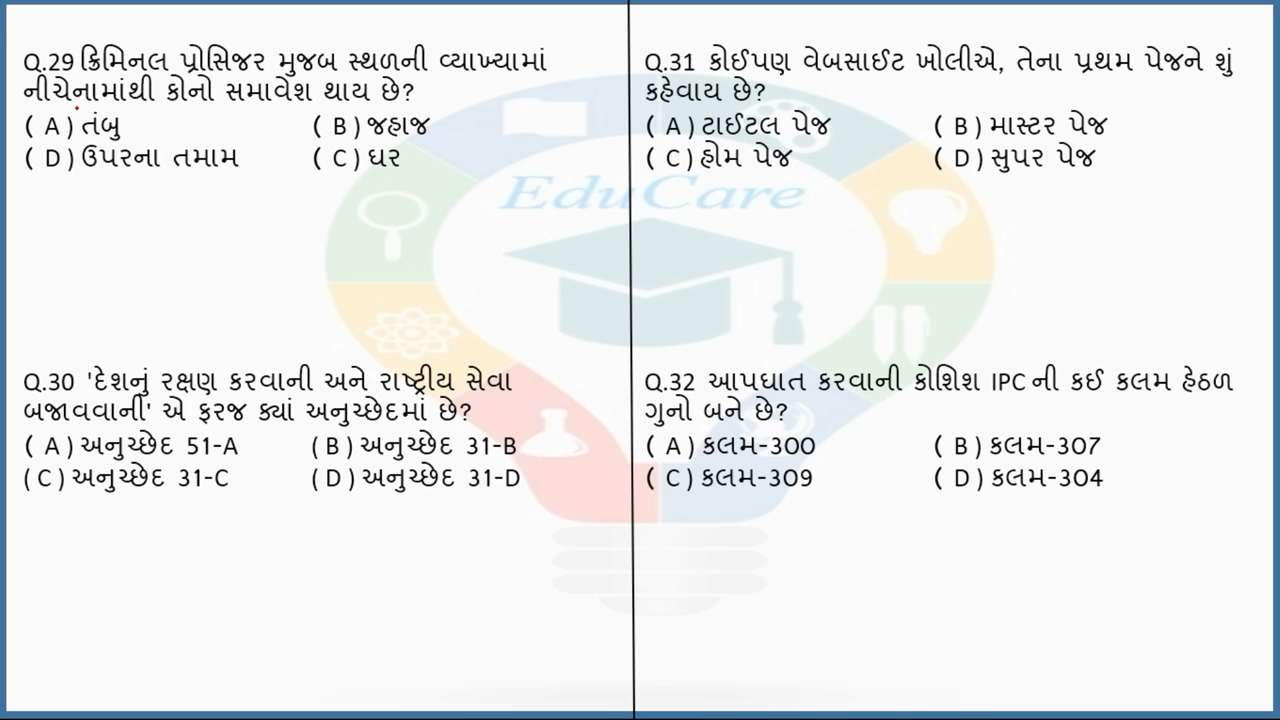 Q.29 ક્રિમિનલ પ્રોસિજર મુજબ સ્થળની વ્યાખ્યામાં
નીચેનામાંથી કોનો સમાવેશ થાય છે?
( A ) તંબુ ( B ) જહાજ
( D ) ઉપરના તમામ ( C ) ઘર
Q.30 'દેશનું રક્ષણ કરવાની અને રાષ્ટ્રીય સેવા
બજાવવાની' એ ફરજ ક્યાં અનુચ્છેદમાં છે?
( A ) અનુચ્છેદ 51-A ( B ) અનુચ્છેદ 31-B
( C ) અનુચ્છેદ 31-C ( D ) અનુચ્છેદ 31-D
Q.31 કોઈપણ વેબસાઈટ ખોલીએ, તેના પ્રથમ પેજને શું
કહેવાય છે?
( A ) ટાઈટલ પેજ ( B ) માસ્ટર પેજ
( C ) હોમ પેજ ( D ) સુપર પેજ
Q.32 આપઘાત કરવાની કોશિશ IPC ની કઈ કલમ હેઠળ
ગુનો બને છે?
( A ) કલમ-300 ( B ) કલમ-307
( C ) કલમ-309 ( D ) કલમ-304
EduCare